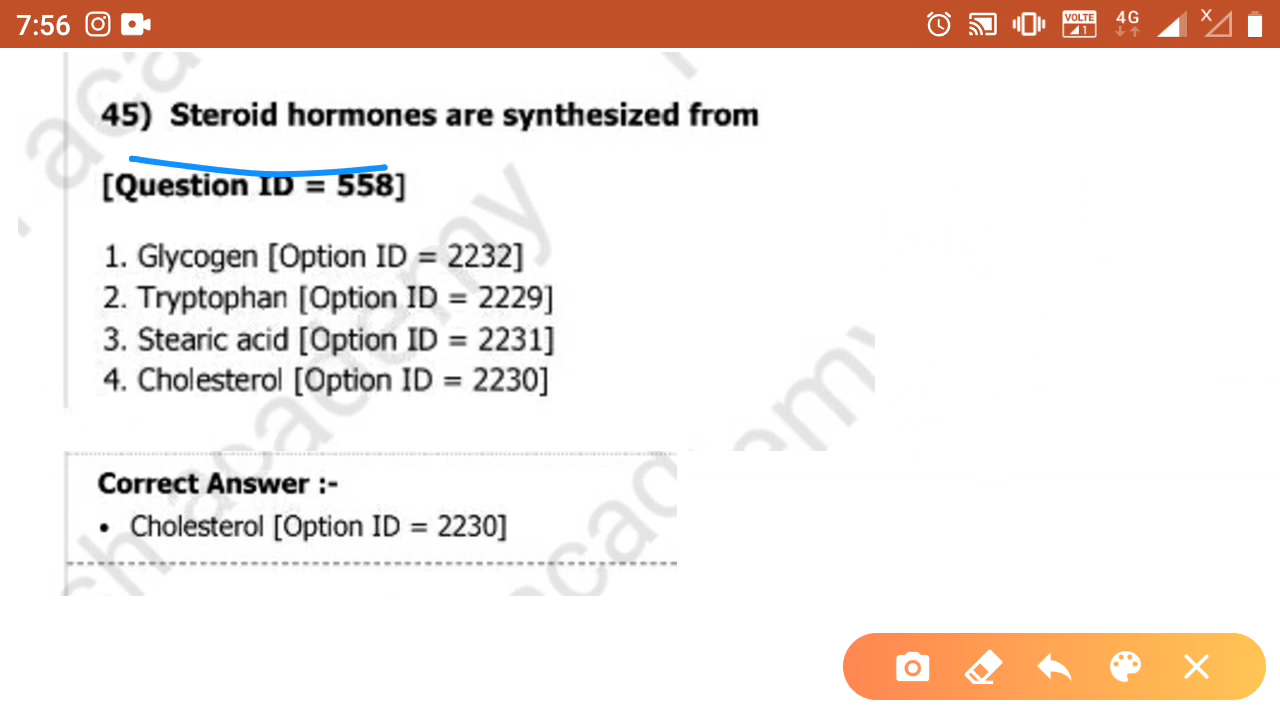 7:56
VOLTE
1
4G
X
45) Steroid hormones are synthesized from
[Question ID = 558]
1. Glycogen [Option ID = 2232]
2. Tryptophan [Option ID = 2229]
3. Stearic acid [Option ID = 2231]
4. Cholesterol [Option ID = 2230]
academy
Correct Answer :-
• Cholesterol [Option ID = 2230]